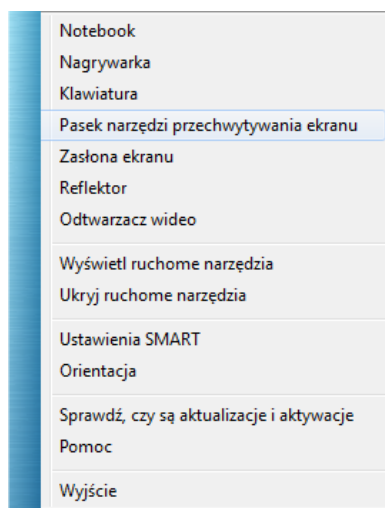 Notebook
Nagrywarka
Klawiatura
Pasek narzędzi przechwytywania ekranu
Zasłona ekranu
Reflektor
Odtwarzacz wideo
Wyświetl ruchome narzędzia
Ukryj ruchome narzędzia
Ustawienia SMART
Orientacja
Sprawdź, czy są aktualizacje i aktywacje
Pomoc
Wyjście